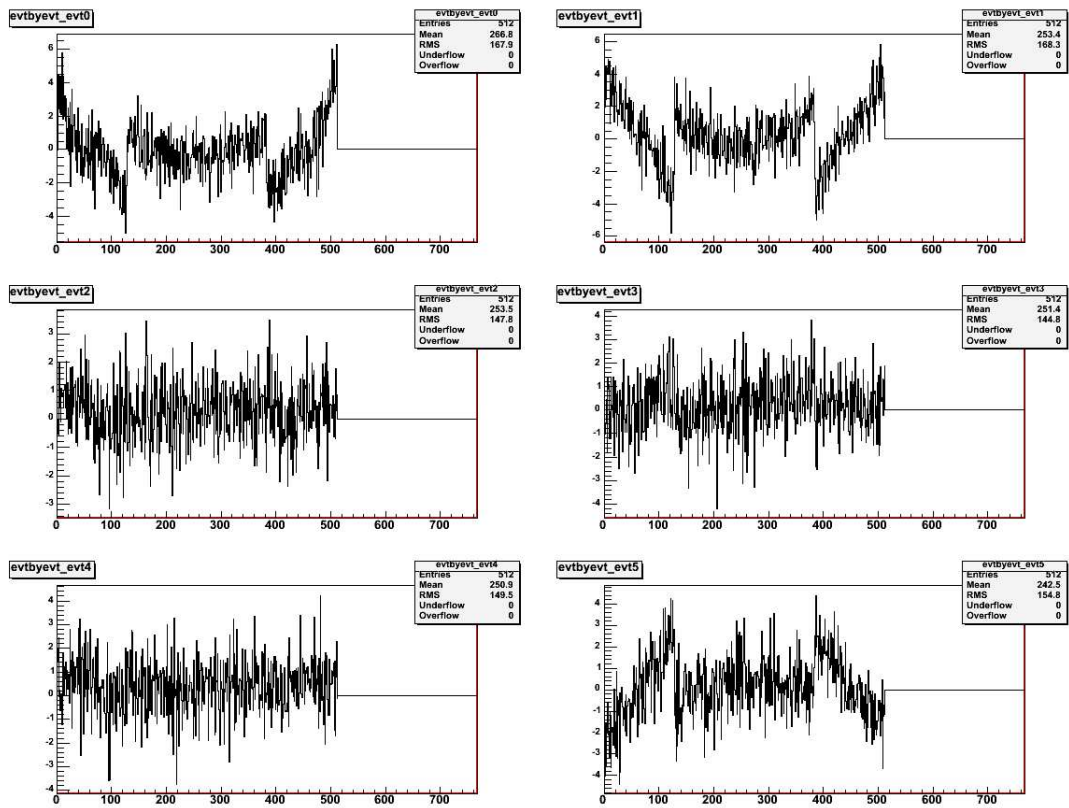 evtbyevt_evt0
evtbyevt_evt0
Entries 512
Mean 266.8
RMS 167.9
Underflow 0
Overflow 0
6
4
2
0
-2
-4
0 100 200 300 400 500 600 700
evtbyevt_evt1
evtbyevt_evt1
Entries 512
Mean 253.4
RMS 168.3
Underflow 0
Overflow 0
6
4
2
0
-2
-4
-6
0 100 200 300 400 500 600 700
evtbyevt_evt2
evtbyevt_evt2
Entries 512
Mean 253.5
RMS 147.8
Underflow 0
Overflow 0
3
2
1
0
-1
-2
-3
0 100 200 300 400 500 600 700
evtbyevt_evt3
evtbyevt_evt3
Entries 512
Mean 251.4
RMS 144.8
Underflow 0
Overflow 0
4
3
2
1
0
-1
-2
-3
-4
0 100 200 300 400 500 600 700
evtbyevt_evt4
evtbyevt_evt4
Entries 512
Mean 250.9
RMS 149.5
Underflow 0
Overflow 0
4
3
2
1
0
-1
-2
-3
-4
0 100 200 300 400 500 600 700
evtbyevt_evt5
evtbyevt_evt5
Entries 512
Mean 242.5
RMS 154.8
Underflow 0
Overflow 0
4
3
2
1
0
-1
-2
-3
-4
0 100 200 300 400 500 600 700